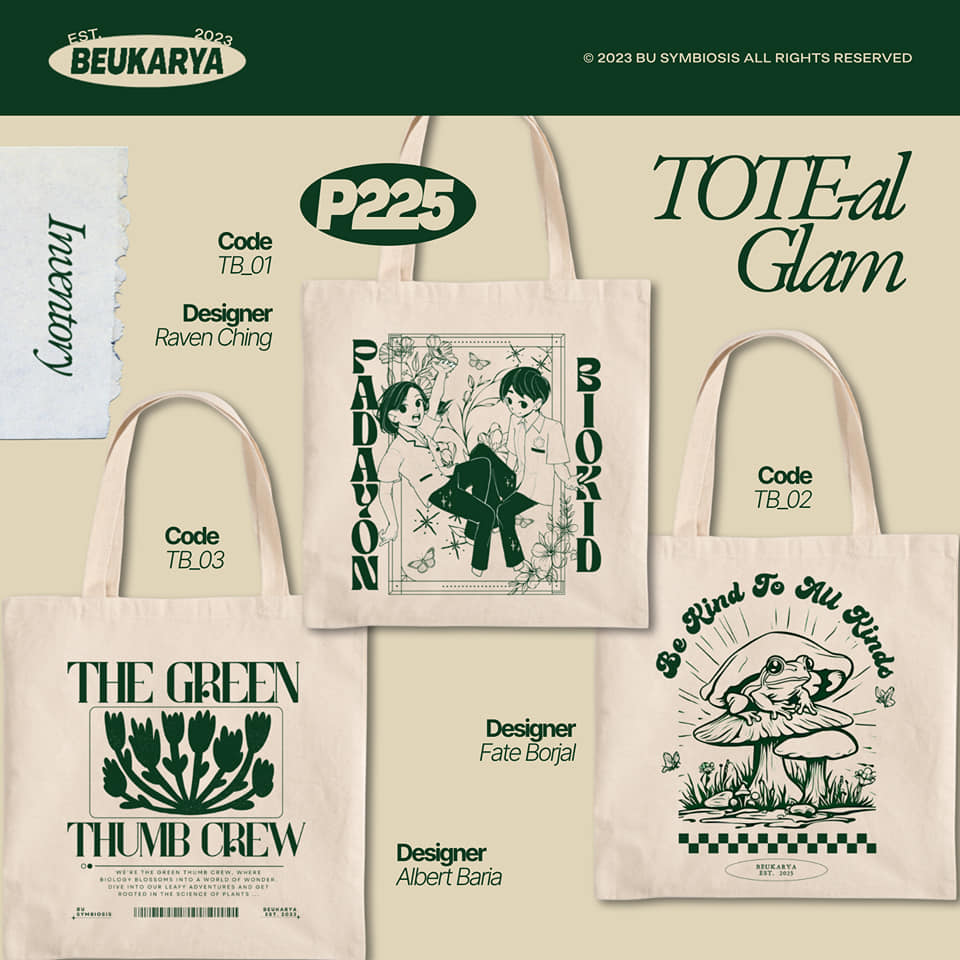 EST. 2023
BEUKARYA
© 2023 BU SYMBIOSIS ALL RIGHTS RESERVED
Inventory
P225
TOTE-al
Glam
Code
TB_01
Designer
Raven Ching
PADAYON
BIOKID
Code
TB_02
Code
TB_03
Be Kind To All Kinds
BEUKARYA
EST. 2023
Designer
Fate Borjal
Designer
Albert Baria
THE GREEN
THUMB CREW
WE'RE THE GREEN THUMB CREW, WHERE
BIOLOGY BLOSSOMS INTO A WORLD OF WONDER.
DIVE INTO OUR LEAFY ADVENTURES AND GET
ROOTED IN THE SCIENCE OF PLANTS ...
BU
SYMBIOSIS
BEUKARYA
EST. 2023